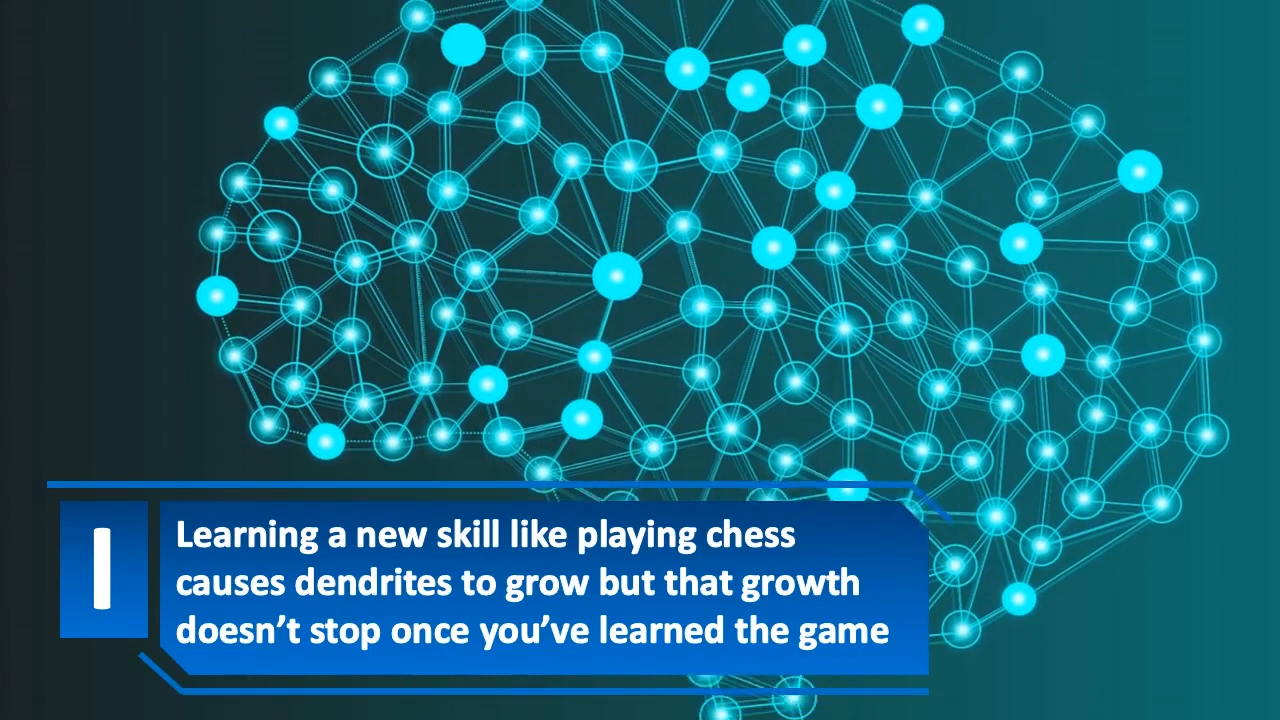 I
Learning a new skill like playing chess
causes dendrites to grow but that growth
doesn’t stop once you’ve learned the game